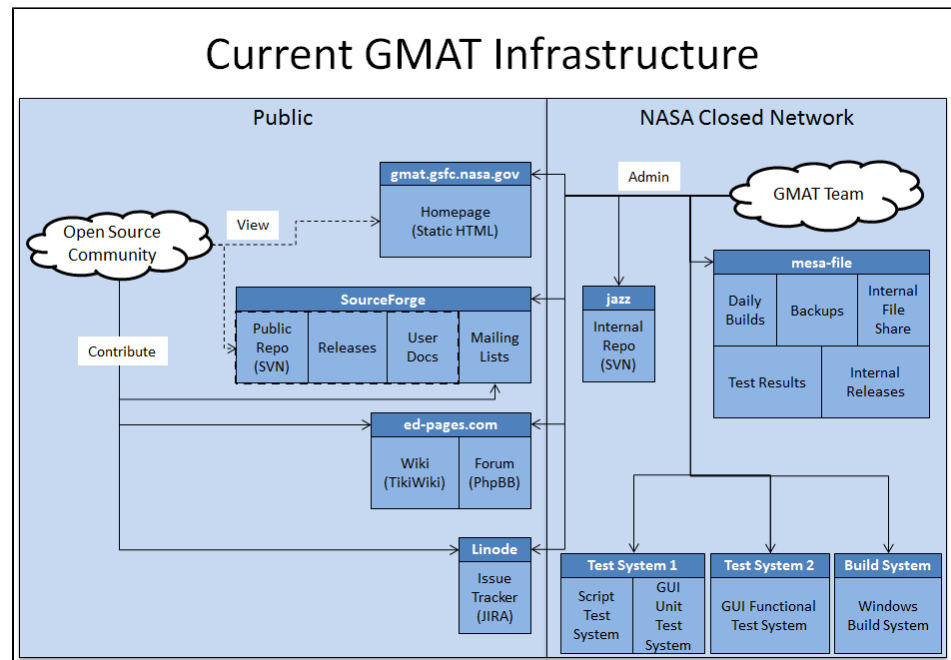 Current GMAT Infrastructure
Public
NASA Closed Network
gmat.gsfc.nasa.gov
Homepage
(Static HTML)
Admin
GMAT Team
Open Source
Community
View
mesa-file
Daily
Builds
Backups
Internal
File
Share
Test Results
Internal
Releases
SourceForge
Public
Repo
(SVN)
Releases
User
Docs
Mailing
Lists
jazz
Internal
Repo
(SVN)
Contribute
ed-pages.com
Wiki
(TikiWiki)
Forum
(PhpBB)
Linode
Issue
Tracker
(JIRA)
Test System 1
Script
Test
System
GUI
Unit
Test
System
Test System 2
GUI Functional
Test System
Build System
Windows
Build System